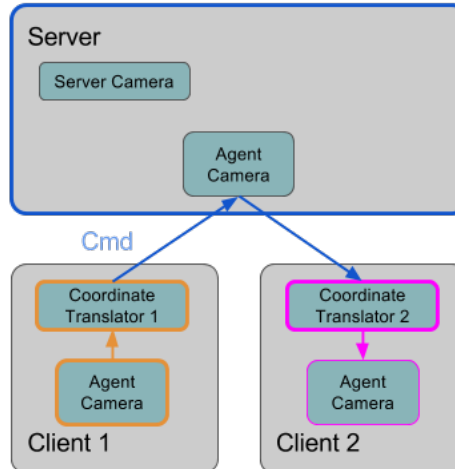 Server
Server Camera
Agent
Camera
Cmd
Coordinate
Translator 1
Agent
Camera
Client 1
Coordinate
Translator 2
Agent
Camera
Client 2